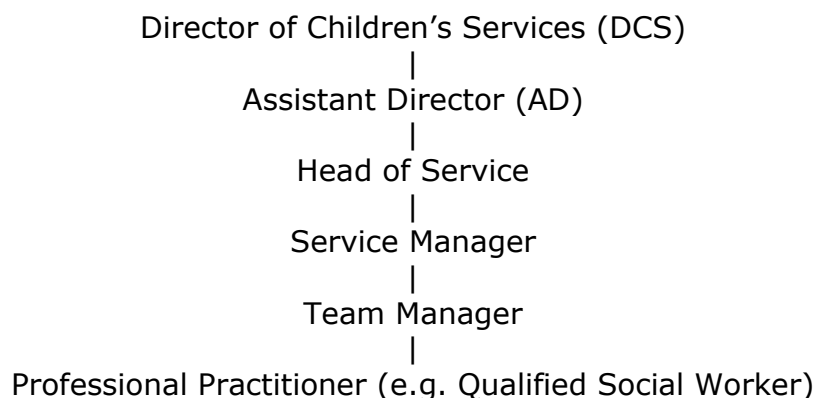 Director of Children’s Services (DCS)
|
Assistant Director (AD)
|
Head of Service
|
Service Manager
|
Team Manager
|
Professional Practitioner (e.g. Qualified Social Worker)